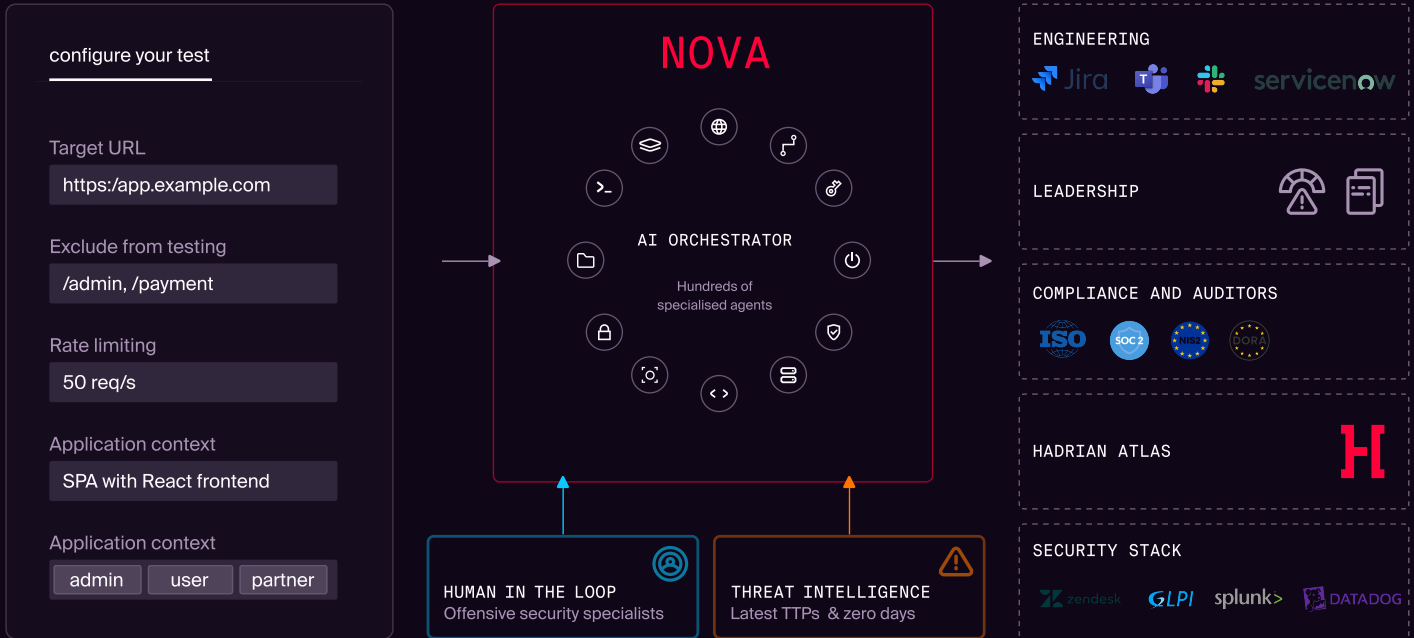 configure your test
Target URL
https:/app.example.com
Exclude from testing
/admin, /payment
Rate limiting
50 req/s
Application context
SPA with React frontend
Application context
admin user partner
NOVA
AI ORCHESTRATOR
Hundreds of
specialised agents
HUMAN IN THE LOOP
Offensive security specialists
THREAT INTELLIGENCE
Latest TTPs & zero days
ENGINEERING
Jira T servicenow
LEADERSHIP
COMPLIANCE AND AUDITORS
ISO SOC 2 NIS2 DORA
HADRIAN ATLAS
H
SECURITY STACK
zendesk GLPI splunk> DATADOG